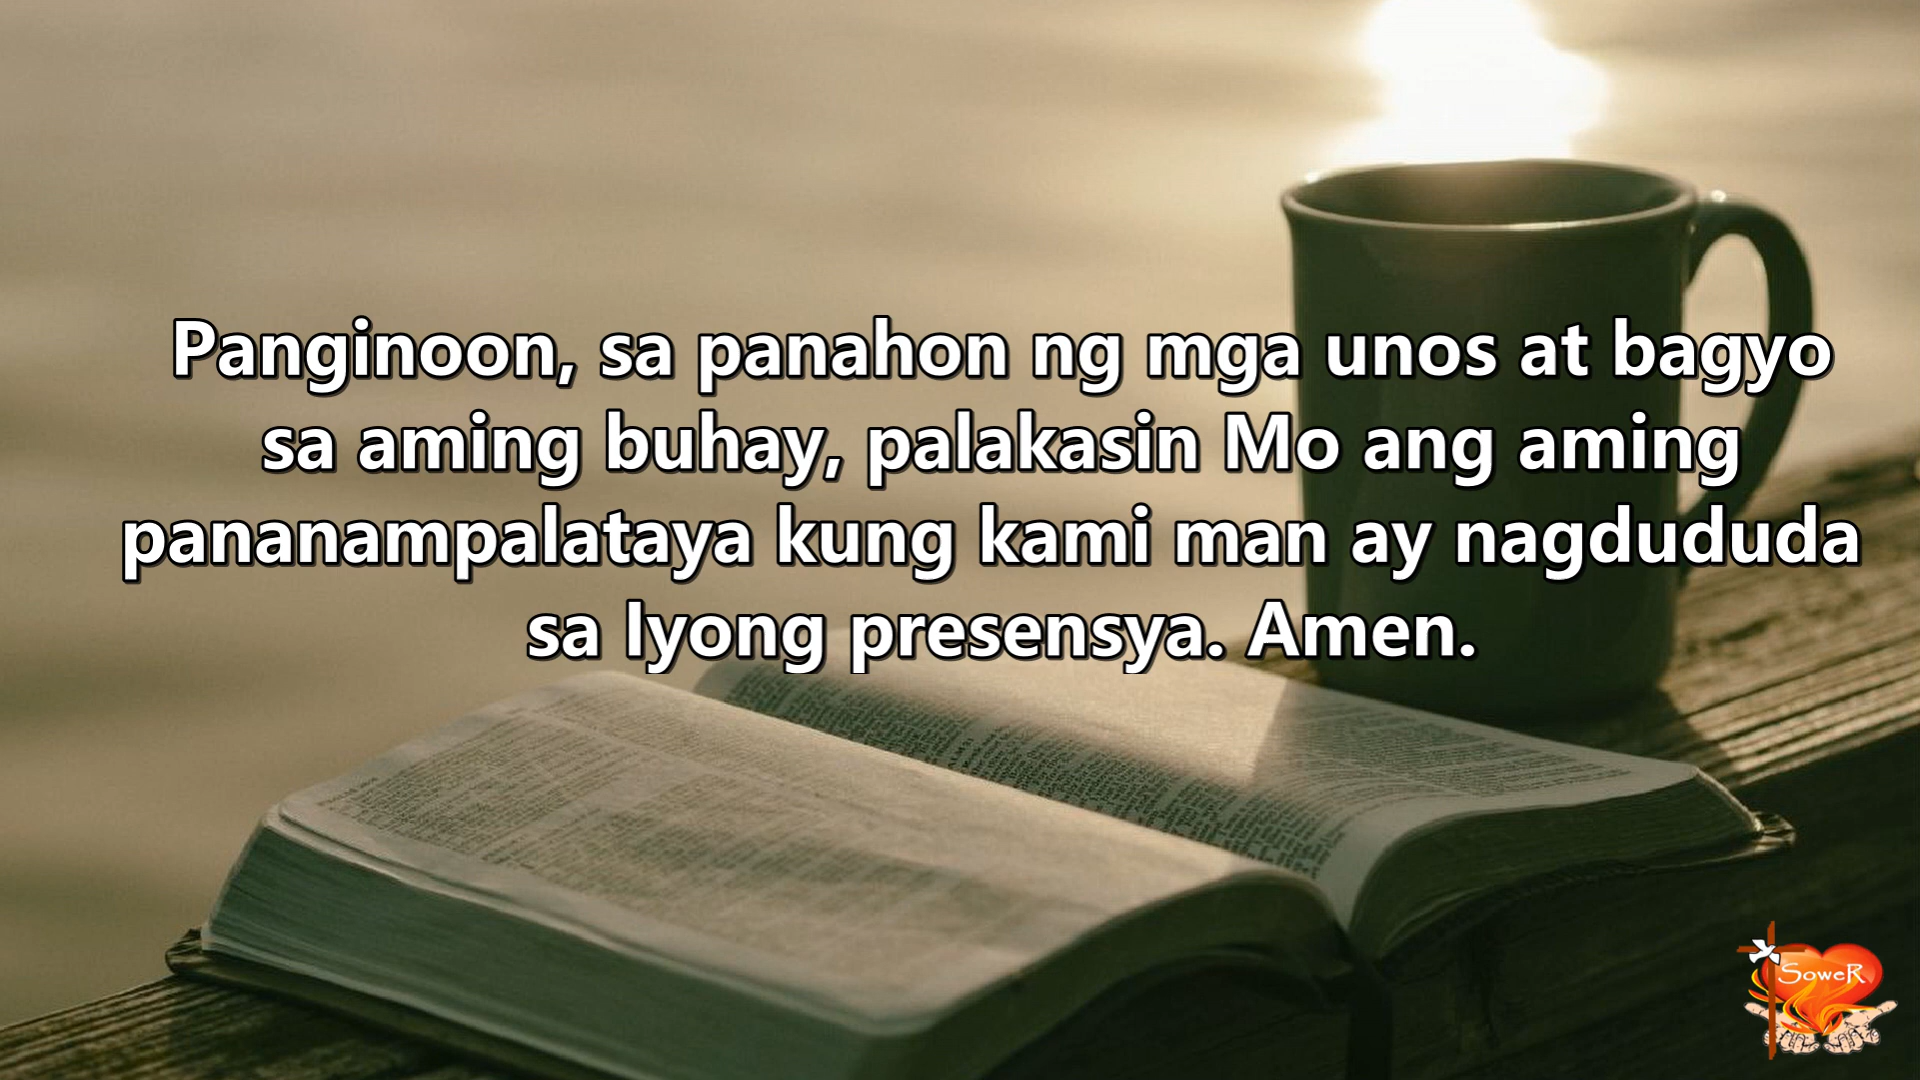 Panginoon, sa panahon ng mga unos at bagyo
sa aming buhay, palakasin Mo ang aming
pananampalataya kung kami man ay nagdududa
sa Iyong presensya. Amen.
SoweR